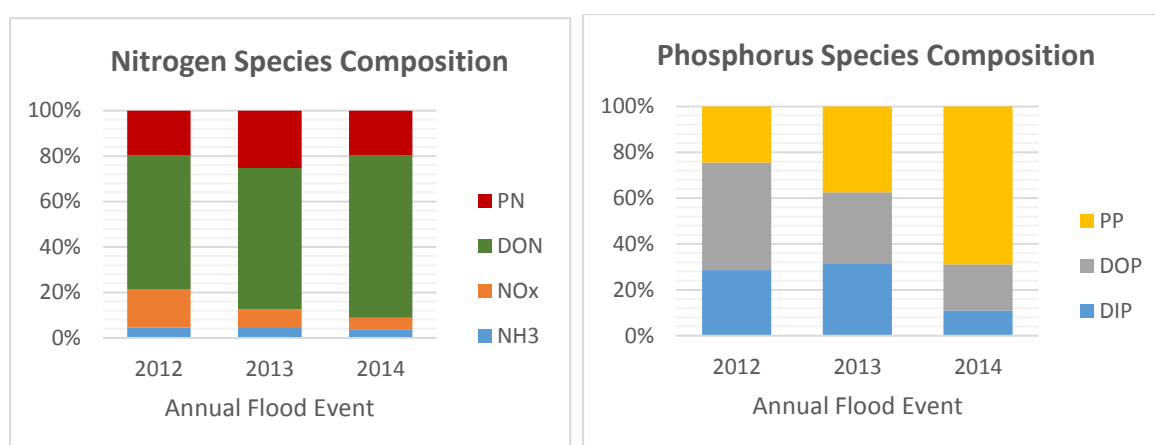 Nitrogen Species Composition
100%
80%
60%
40%
20%
0%
2012 2013 2014
Annual Flood Event
PN
DON
NOx
NH3
Phosphorus Species Composition
100%
80%
60%
40%
20%
0%
2012 2013 2014
Annual Flood Event
PP
DOP
DIP